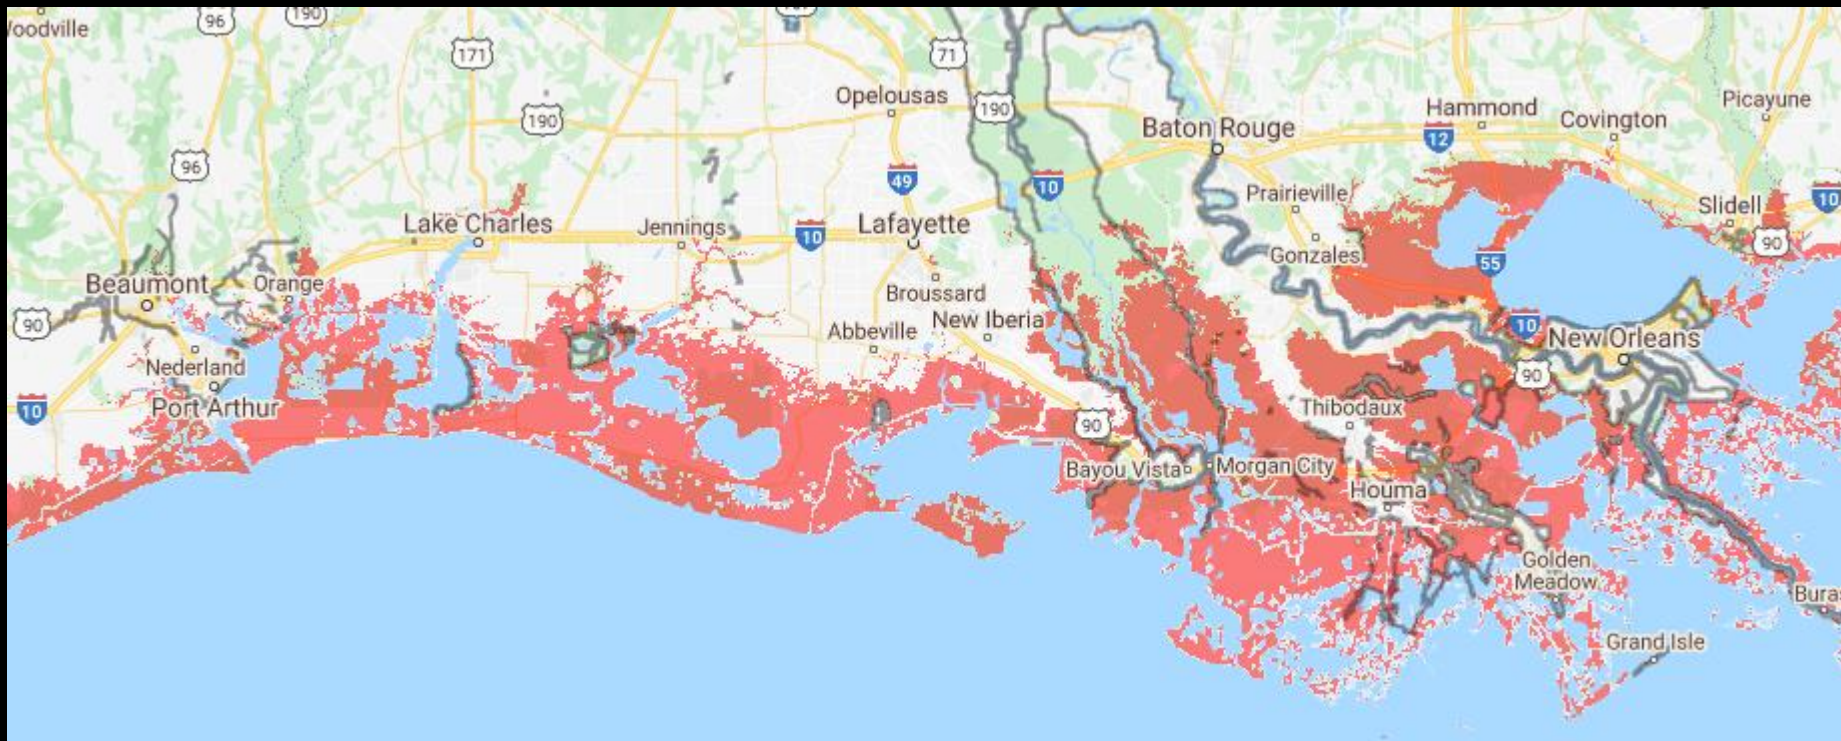 96
190
Woodville
171
71
Opelousas
190
190
Picayune
Hammond
Covington
Baton Rouge
12
96
49
10
Prairieville
10
Slidell
Lake Charles
Jennings
10
Lafayette
90
Gonzales
55
Beaumont
Orange
Broussard
90
Abbeville
New Iberia
10
New Orleans
Nederland
90
10
Port Arthur
Thibodaux
90
Bayou Vista
Morgan City
Houma
Golden
Meadow
Buras
Grand Isle